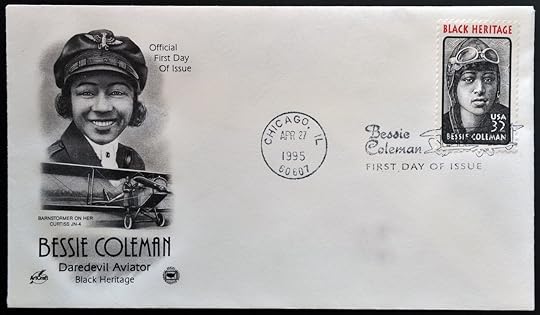 Official
First Day
Of Issue
BARNSTORMER ON HER
CURTISS JN-4
BESSIE COLEMAN
Daredevil Aviator
Black Heritage
ArtCraft
CHICAGO, IL
APR 27
1995
60607
BLACK HERITAGE
USA
32
BESSIE COLEMAN
Bessie
Coleman
FIRST DAY OF ISSUE